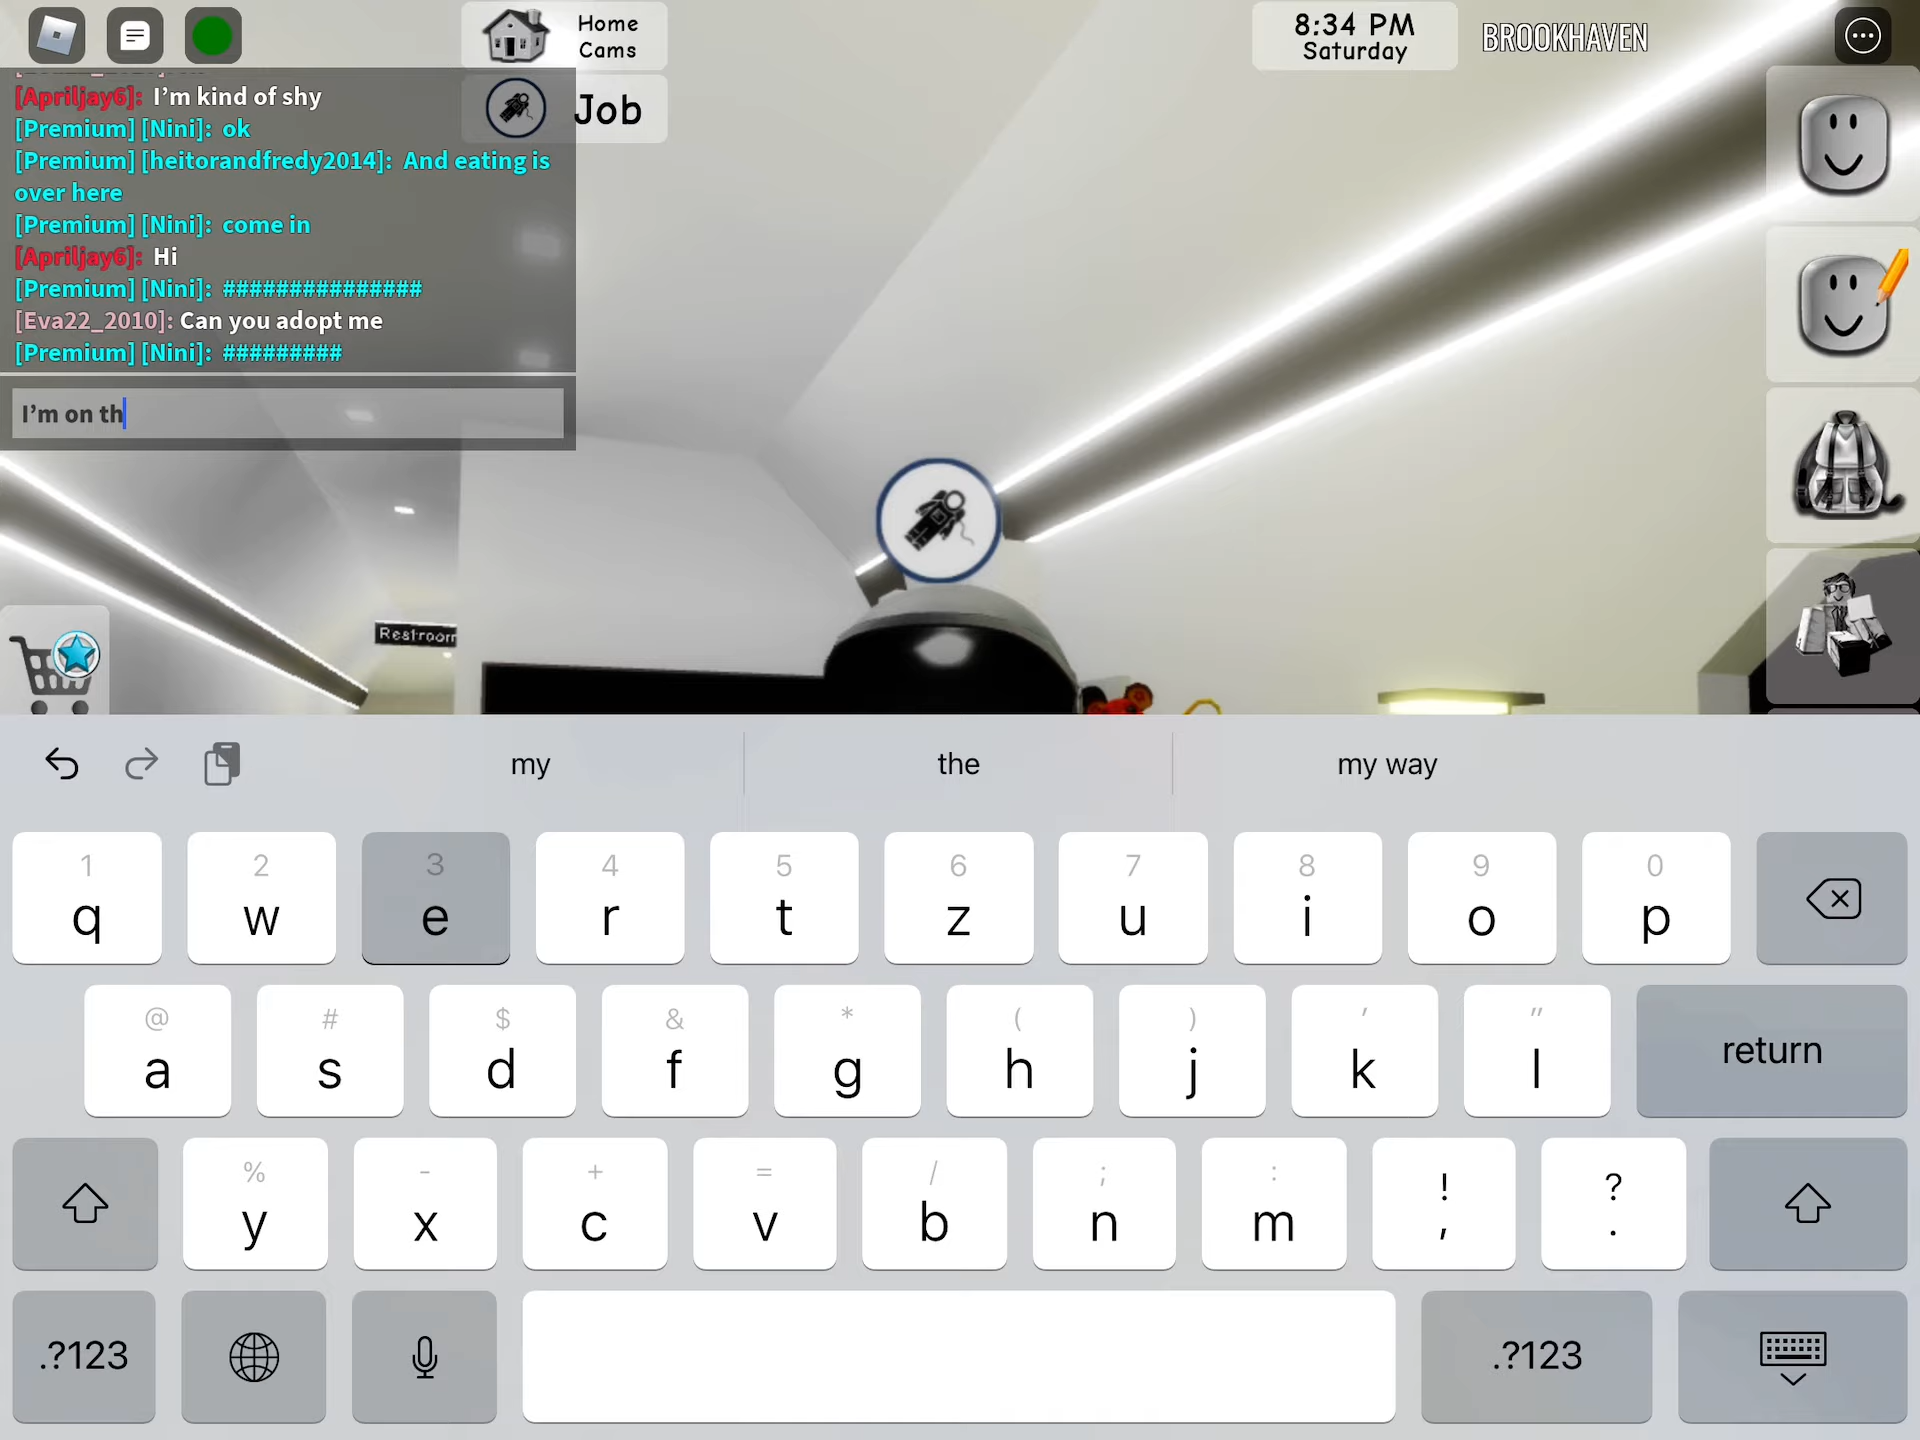 Home
Cams
8:34 PM
Saturday
BROOKHAVEN
Job
[Apriljay6]: I'm kind of shy
[Premium] [Nini]: ok
[Premium] [heitorandfredy2014]: And eating is
over here
[Premium] [Nini]: come in
[Apriljay6]: Hi
[Premium] [Nini]: ###############
[Eva22_2010]: Can you adopt me
[Premium] [Nini]: #########
I'm on th
Restroom
my the my way
1 2 3 4 5 6 7 8 9 0
q w e r t z u i o p
@ # $ & * ( ) ' "
a s d f g h j k l return
% - + = / ; : ! ?
y x c v b n m , .
.?123 .?123